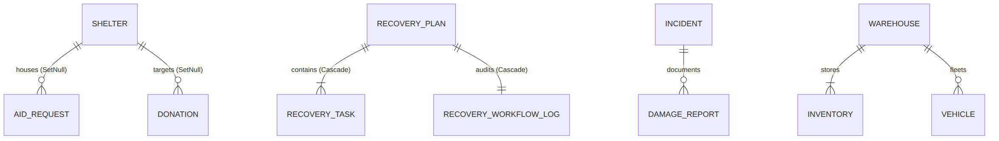 SHELTER
RECOVERY_PLAN
INCIDENT
WAREHOUSE
houses (SetNull)
targets (SetNull)
contains (Cascade)
audits (Cascade)
documents
stores
fleets
AID_REQUEST
DONATION
RECOVERY_TASK
RECOVERY_WORKFLOW_LOG
DAMAGE_REPORT
INVENTORY
VEHICLE